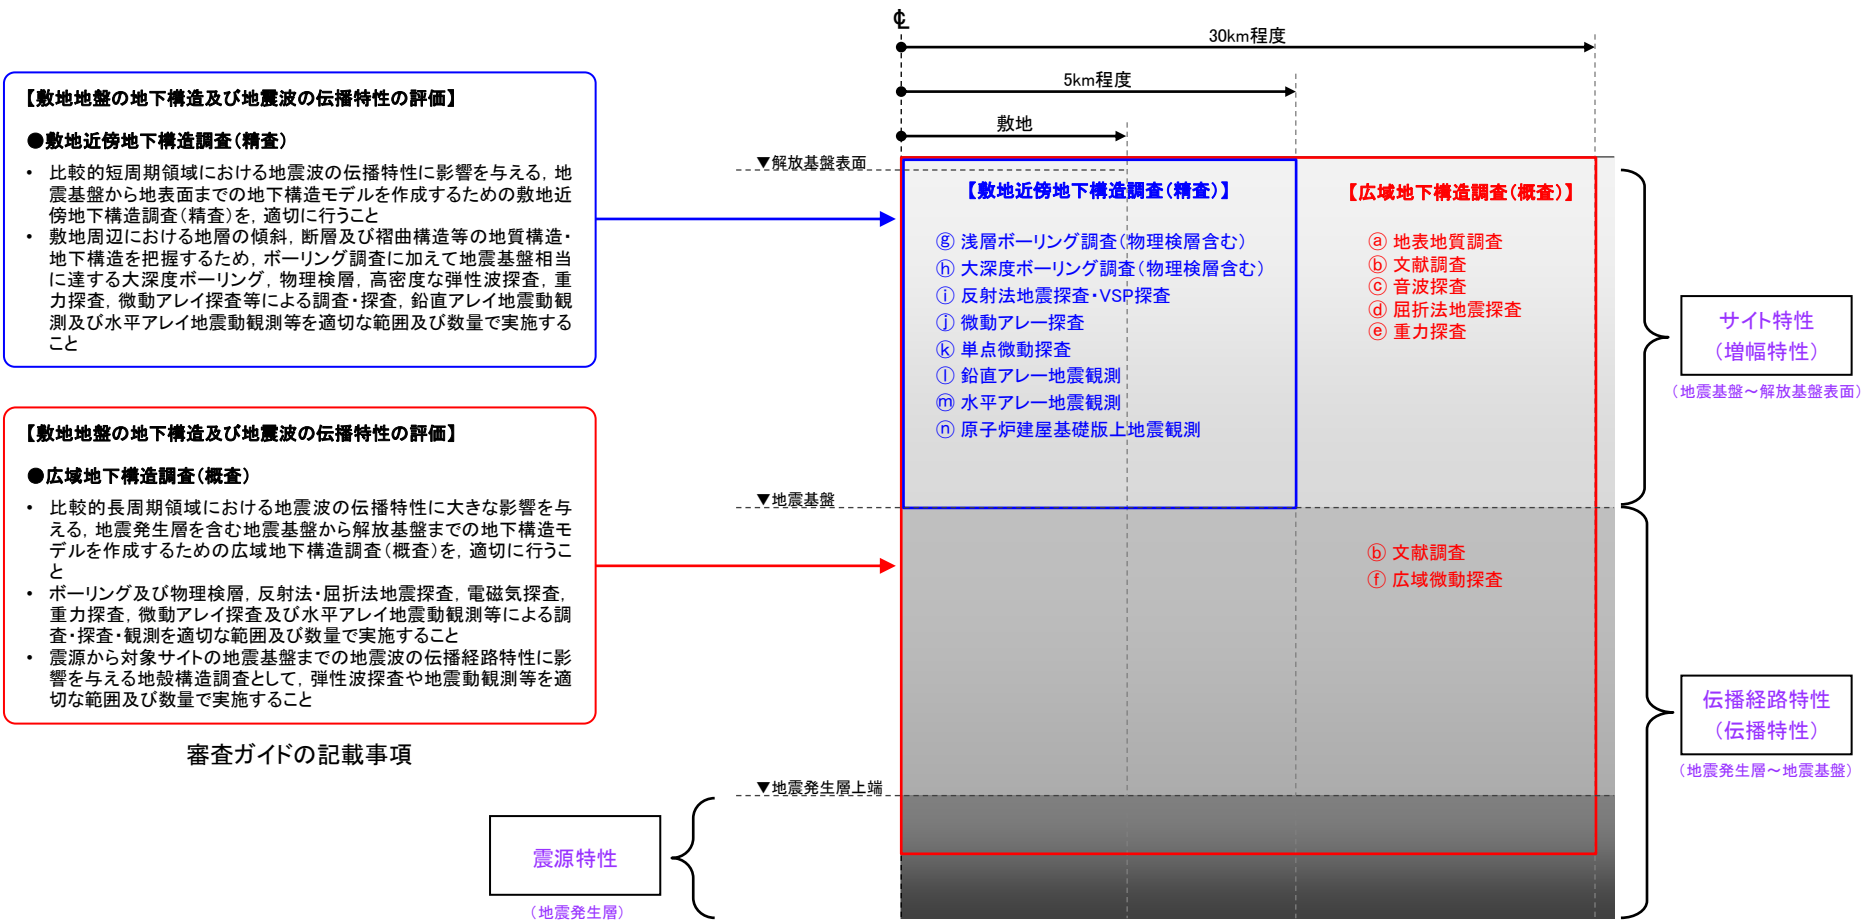 【敷地地盤の地下構造及び地震波の伝播特性の評価】
●敷地近傍地下構造調査(精査)
・ 比較的短周期領域における地震波の伝播特性に影響を与える，地
震基盤から地表面までの地下構造モデルを作成するための敷地近
傍地下構造調査(精査)を，適切に行うこと
・ 敷地周辺における地層の傾斜，断層及び褶曲構造等の地質構造・
地下構造を把握するため，ボーリング調査に加えて地震基盤相当
に達する大深度ボーリング，物理検層，高密度な弾性波探査，重
力探査，微動アレイ探査等による調査・探査，鉛直アレイ地震動観
測及び水平アレイ地震動観測等を適切な範囲及び数量で実施する
こと
【敷地地盤の地下構造及び地震波の伝播特性の評価】
●広域地下構造調査(概査)
・ 比較的長周期領域における地震波の伝播特性に大きな影響を与
える，地震発生層を含む地震基盤から解放基盤までの地下構造モ
デルを作成するための広域地下構造調査(概査)を，適切に行うこ
と
・ ボーリング及び物理検層，反射法・屈折法地震探査，電磁気探査，
重力探査，微動アレイ探査及び水平アレイ地震動観測等による調
査・探査・観測を適切な範囲及び数量で実施すること
・ 震源から対象サイトの地震基盤までの地震波の伝播経路特性に影
響を与える地殻構造調査として，弾性波探査や地震動観測等を適
切な範囲及び数量で実施すること
審査ガイドの記載事項
℄
30km程度
5km程度
敷地
▼解放基盤表面
【敷地近傍地下構造調査(精査)】
ⓖ 浅層ボーリング調査(物理検層含む)
ⓗ 大深度ボーリング調査(物理検層含む)
ⓘ 反射法地震探査・VSP探査
ⓙ 微動アレー探査
ⓚ 単点微動探査
ⓛ 鉛直アレー地震観測
ⓜ 水平アレー地震観測
ⓝ 原子炉建屋基礎版上地震観測
【広域地下構造調査(概査)】
ⓐ 地表地質調査
ⓑ 文献調査
ⓒ 音波探査
ⓓ 屈折法地震探査
ⓔ 重力探査
▼地震基盤
ⓑ 文献調査
ⓕ 広域微動探査
▼地震発生層上端
サイト特性
(増幅特性)
(地震基盤～解放基盤表面)
伝播経路特性
(伝播特性)
(地震発生層～地震基盤)
震源特性
(地震発生層)